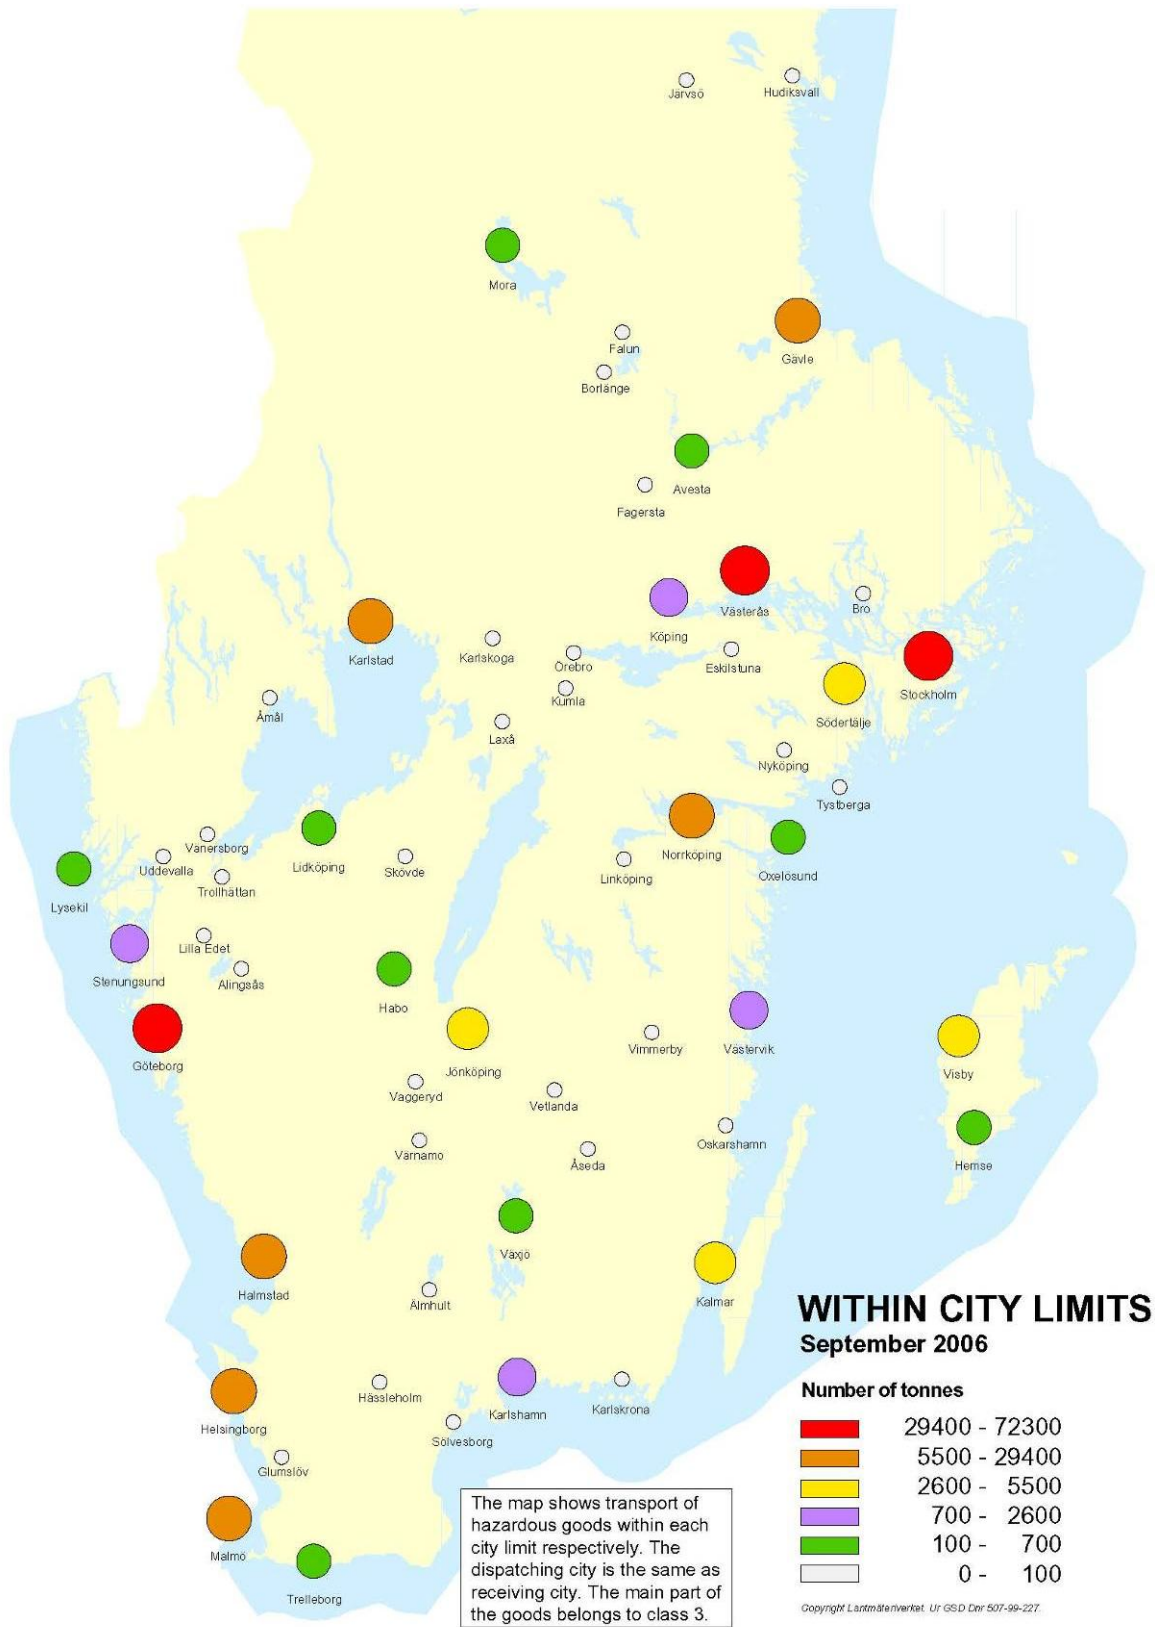 Järvsö
Hudiksvall
Mora
Gävle
Falun
Borlänge
Avesta
Fagersta
Västerås
Köping
Bro
Karlstad
Karlskoga
Örebro
Eskilstuna
Stockholm
Kumla
Södertälje
Åmål
Laxå
Nyköping
Tystberga
Norrköping
Oxelösund
Vänersborg
Uddevalla
Trollhättan
Lidköping
Skövde
Linköping
Lysekil
Lilla Edet
Alingsås
Stenungsund
Habo
Göteborg
Jönköping
Vimmerby
Västervik
Visby
Vaggeryd
Vetlanda
Oskarshamn
Värnamo
Åseda
Hemse
Växjö
Halmstad
Älmhult
Kalmar
Hässleholm
Karlshamn
Karlskrona
Helsingborg
Sölvesborg
Glumslöv
Malmö
Trelleborg
The map shows transport of
hazardous goods within each
city limit respectively. The
dispatching city is the same as
receiving city. The main part of
the goods belongs to class 3.
WITHIN CITY LIMITS
September 2006
Number of tonnes
29400 - 72300
5500 - 29400
2600 - 5500
700 - 2600
100 - 700
0 - 100
Copyright Lantmäteriverket. Ur GSD Dnr 507-99-227.